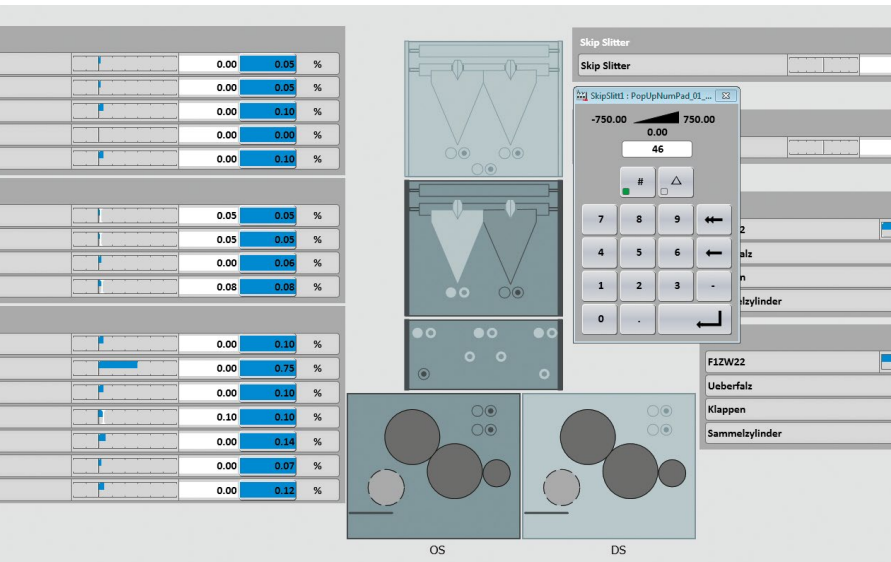 0.00 0.05 %
0.00 0.05 %
0.00 0.10 %
0.00 0.00 %
0.00 0.10 %
0.05 0.05 %
0.05 0.05 %
0.00 0.06 %
0.08 0.08 %
0.00 0.10 %
0.00 0.75 %
0.00 0.10 %
0.10 0.10 %
0.00 0.14 %
0.00 0.07 %
0.00 0.12 %
OS DS
Skip Slitter
Skip Slitter
SkipSlitt1 : PopUpNumPad_01_...
-750.00 750.00
0.00
46
# △
7 8 9
4 5 6
1 2 3 -
0 .
2
alz
n
elzylinder
F1ZW22
Ueberfalz
Klappen
Sammelzylinder